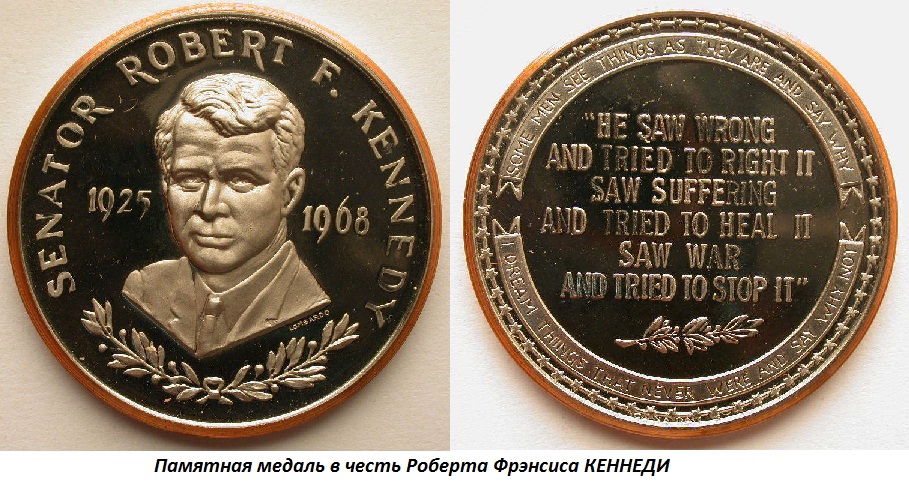 SENATOR ROBERT F. KENNEDY
1925
1968
LOMBARDO
SOME MEN SEE THINGS AS THEY ARE AND SAY WHY
"HE SAW WRONG
AND TRIED TO RIGHT IT
SAW SUFFERING
AND TRIED TO HEAL IT
SAW WAR
AND TRIED TO STOP IT"
I DREAM THINGS THAT NEVER WERE AND SAY WHY NOT
Памятная медаль в честь Роберта Фрэнсиса КЕННЕДИ